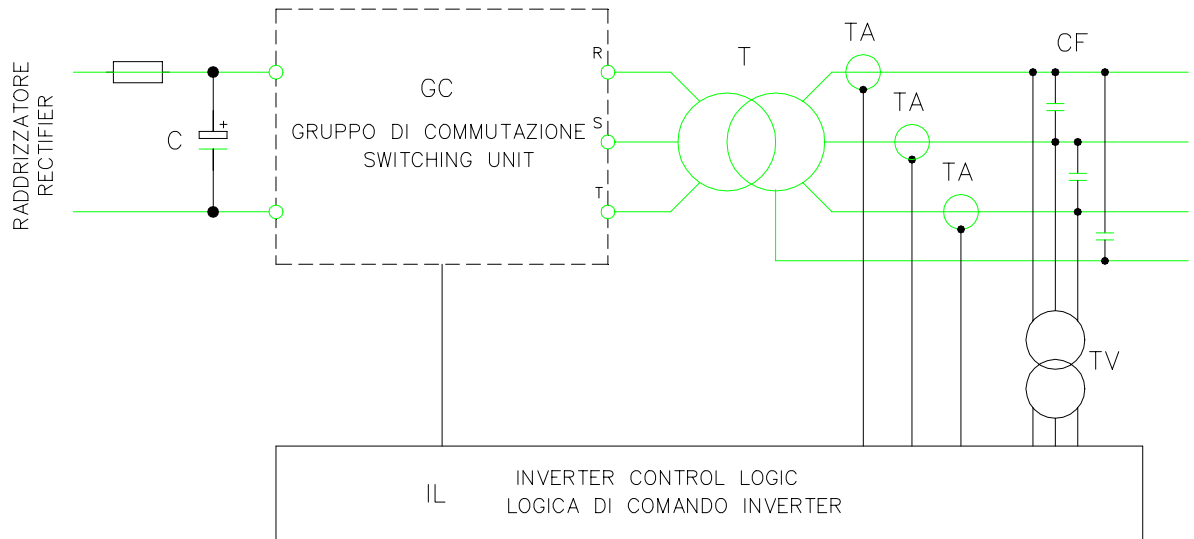 RADDRIZZATORE
RECTIFIER
C
+
GC
GRUPPO DI COMMUTAZIONE
SWITCHING UNIT
R
S
T
T
TA
TA
TA
CF
TV
IL
INVERTER CONTROL LOGIC
LOGICA DI COMANDO INVERTER